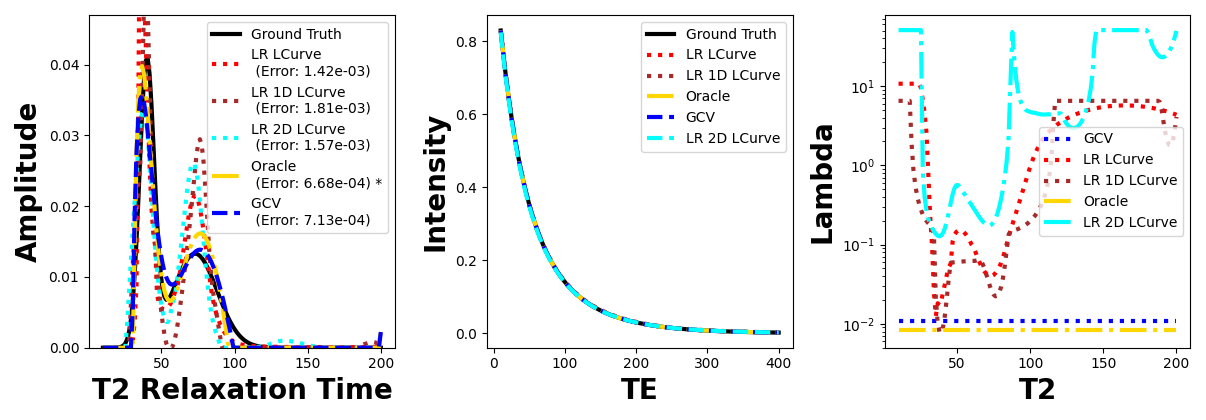 Amplitude
0.04
0.03
0.02
0.01
0.00
Ground Truth
LR LCurve
(Error: 1.42e-03)
LR 1D LCurve
(Error: 1.81e-03)
LR 2D LCurve
(Error: 1.57e-03)
Oracle
(Error: 6.68e-04) *
GCV
(Error: 7.13e-04)
50 100 150 200
T2 Relaxation Time
Intensity
0.8
0.6
0.4
0.2
0.0
Ground Truth
LR LCurve
LR 1D LCurve
Oracle
GCV
LR 2D LCurve
0 100 200 300 400
TE
Lambda
10¹
10⁰
10⁻¹
10⁻²
GCV
LR LCurve
LR 1D LCurve
Oracle
LR 2D LCurve
50 100 150 200
T2